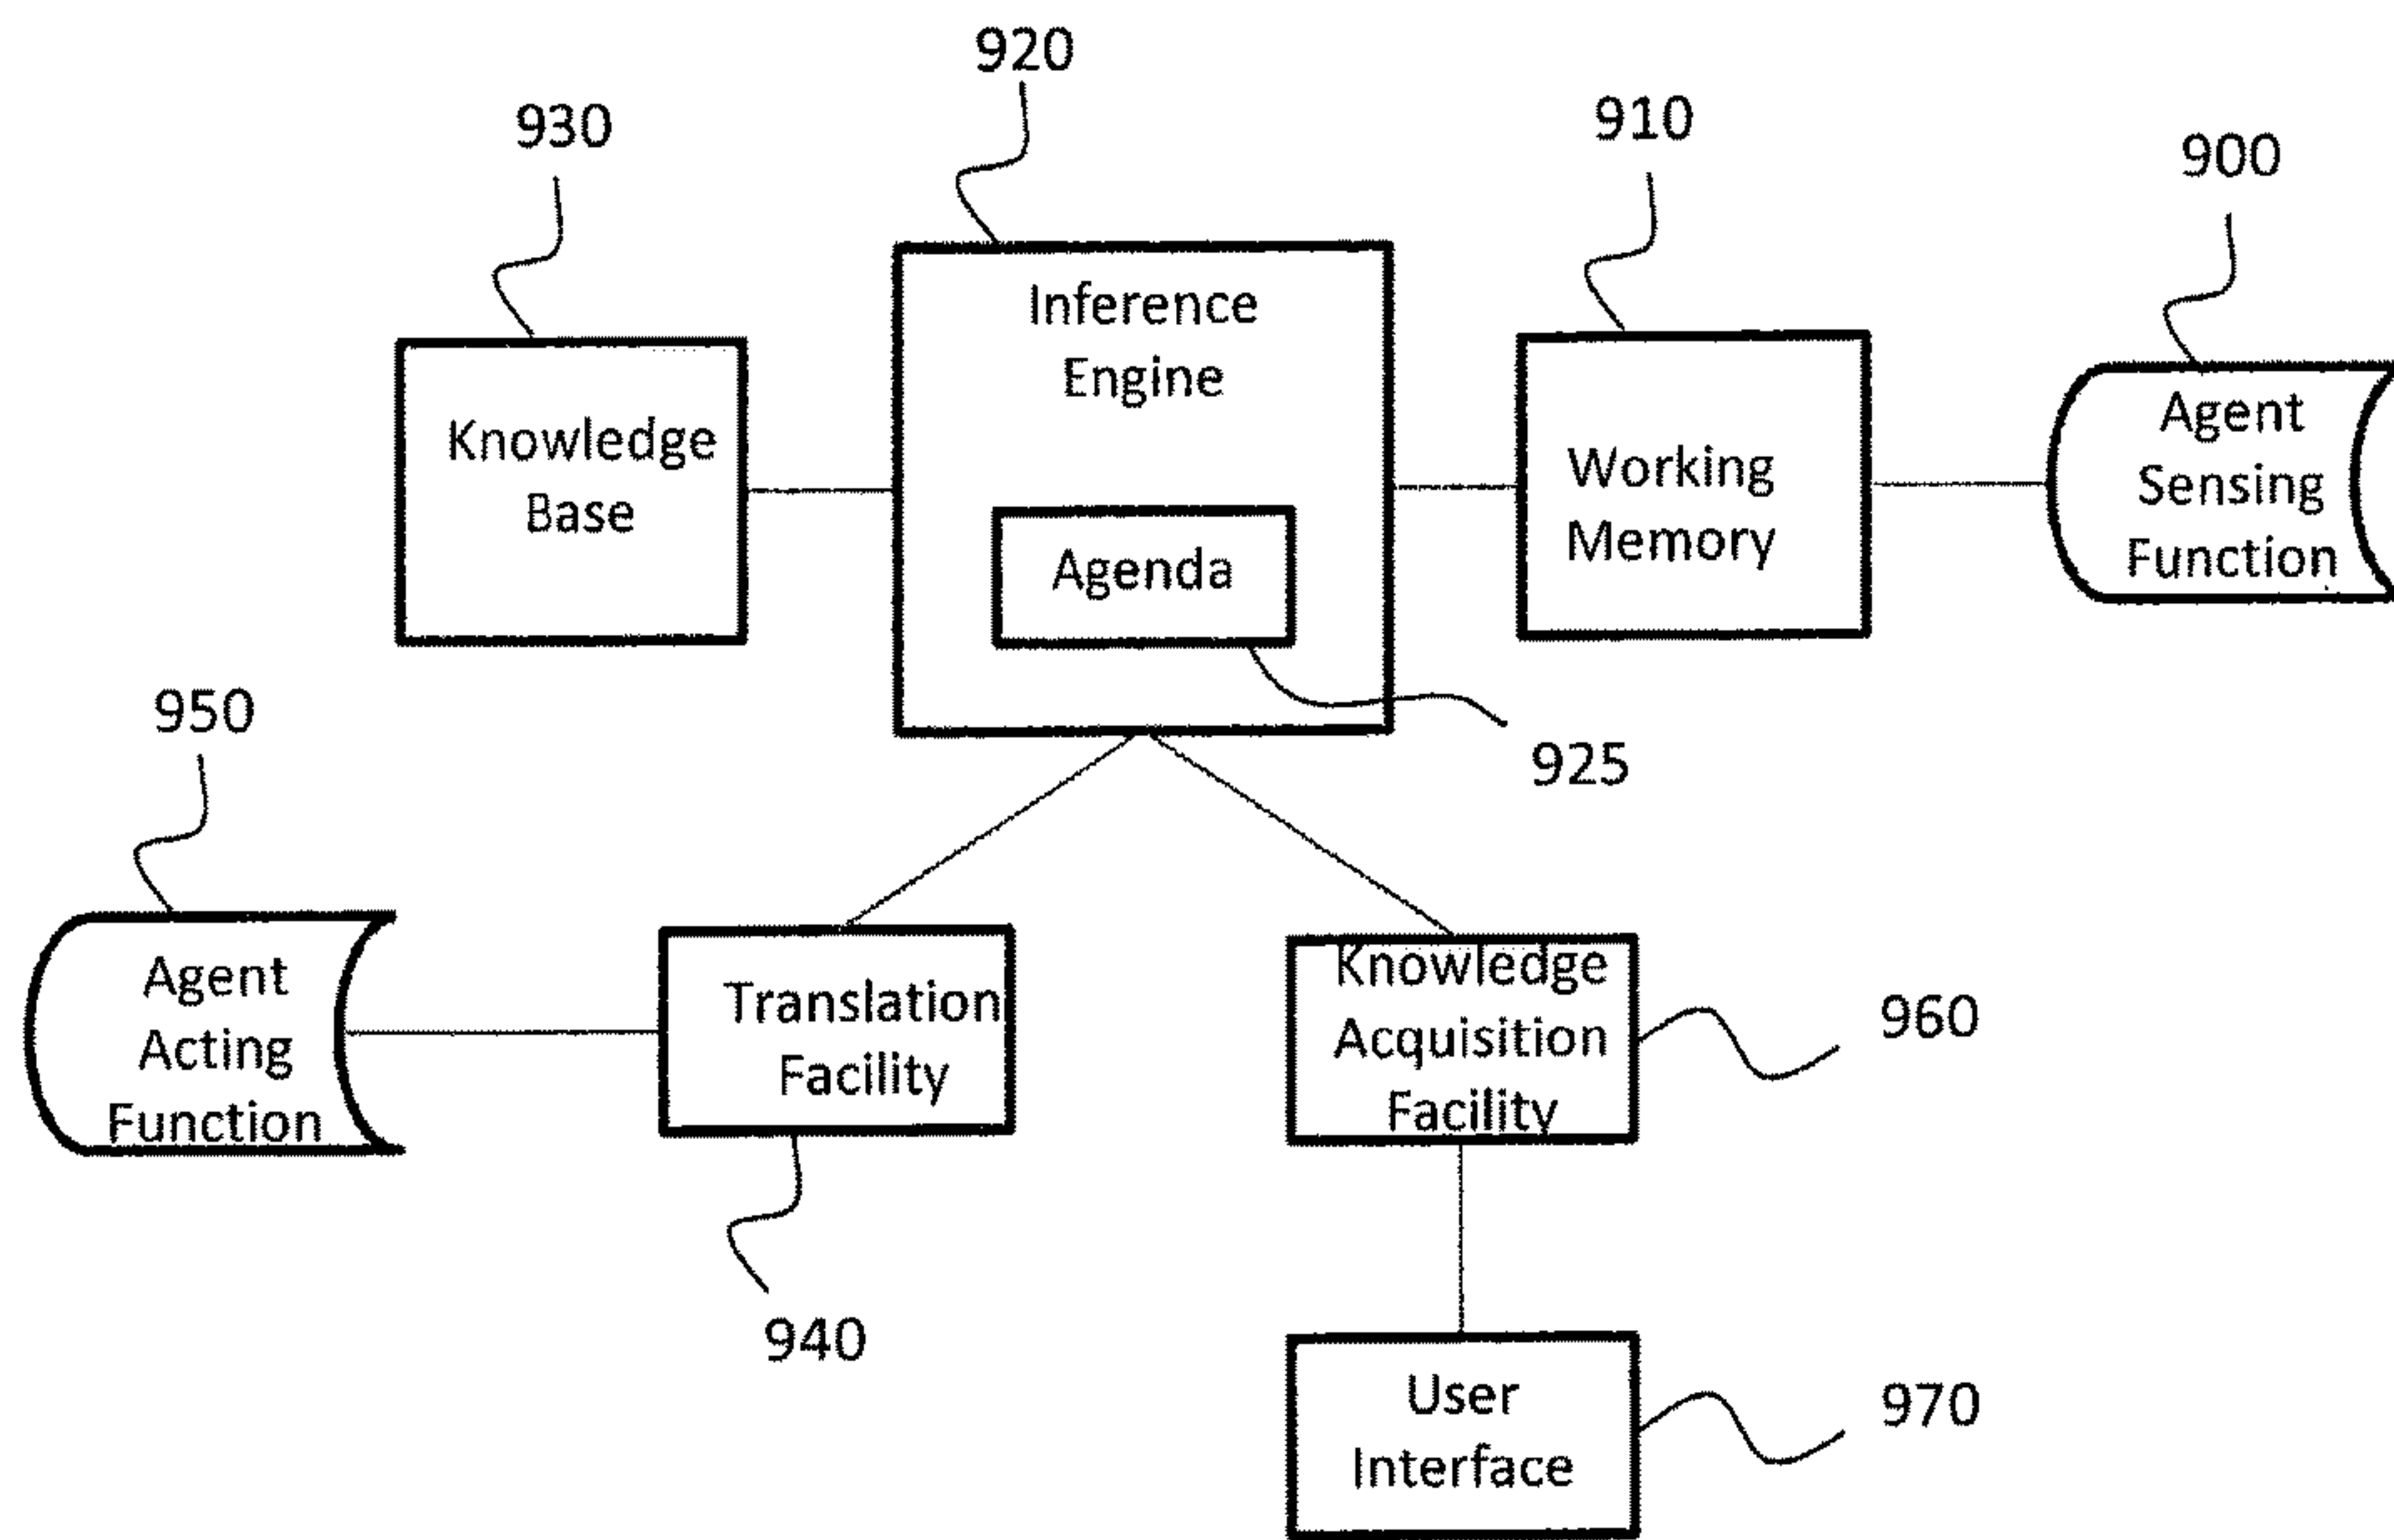 920
930
910
900
Inference
Engine
Knowledge
Base
Agenda
Working
Memory
Agent
Sensing
Function
950
925
Agent
Acting
Function
Translation
Facility
Knowledge
Acquisition
Facility
960
940
User
Interface
970